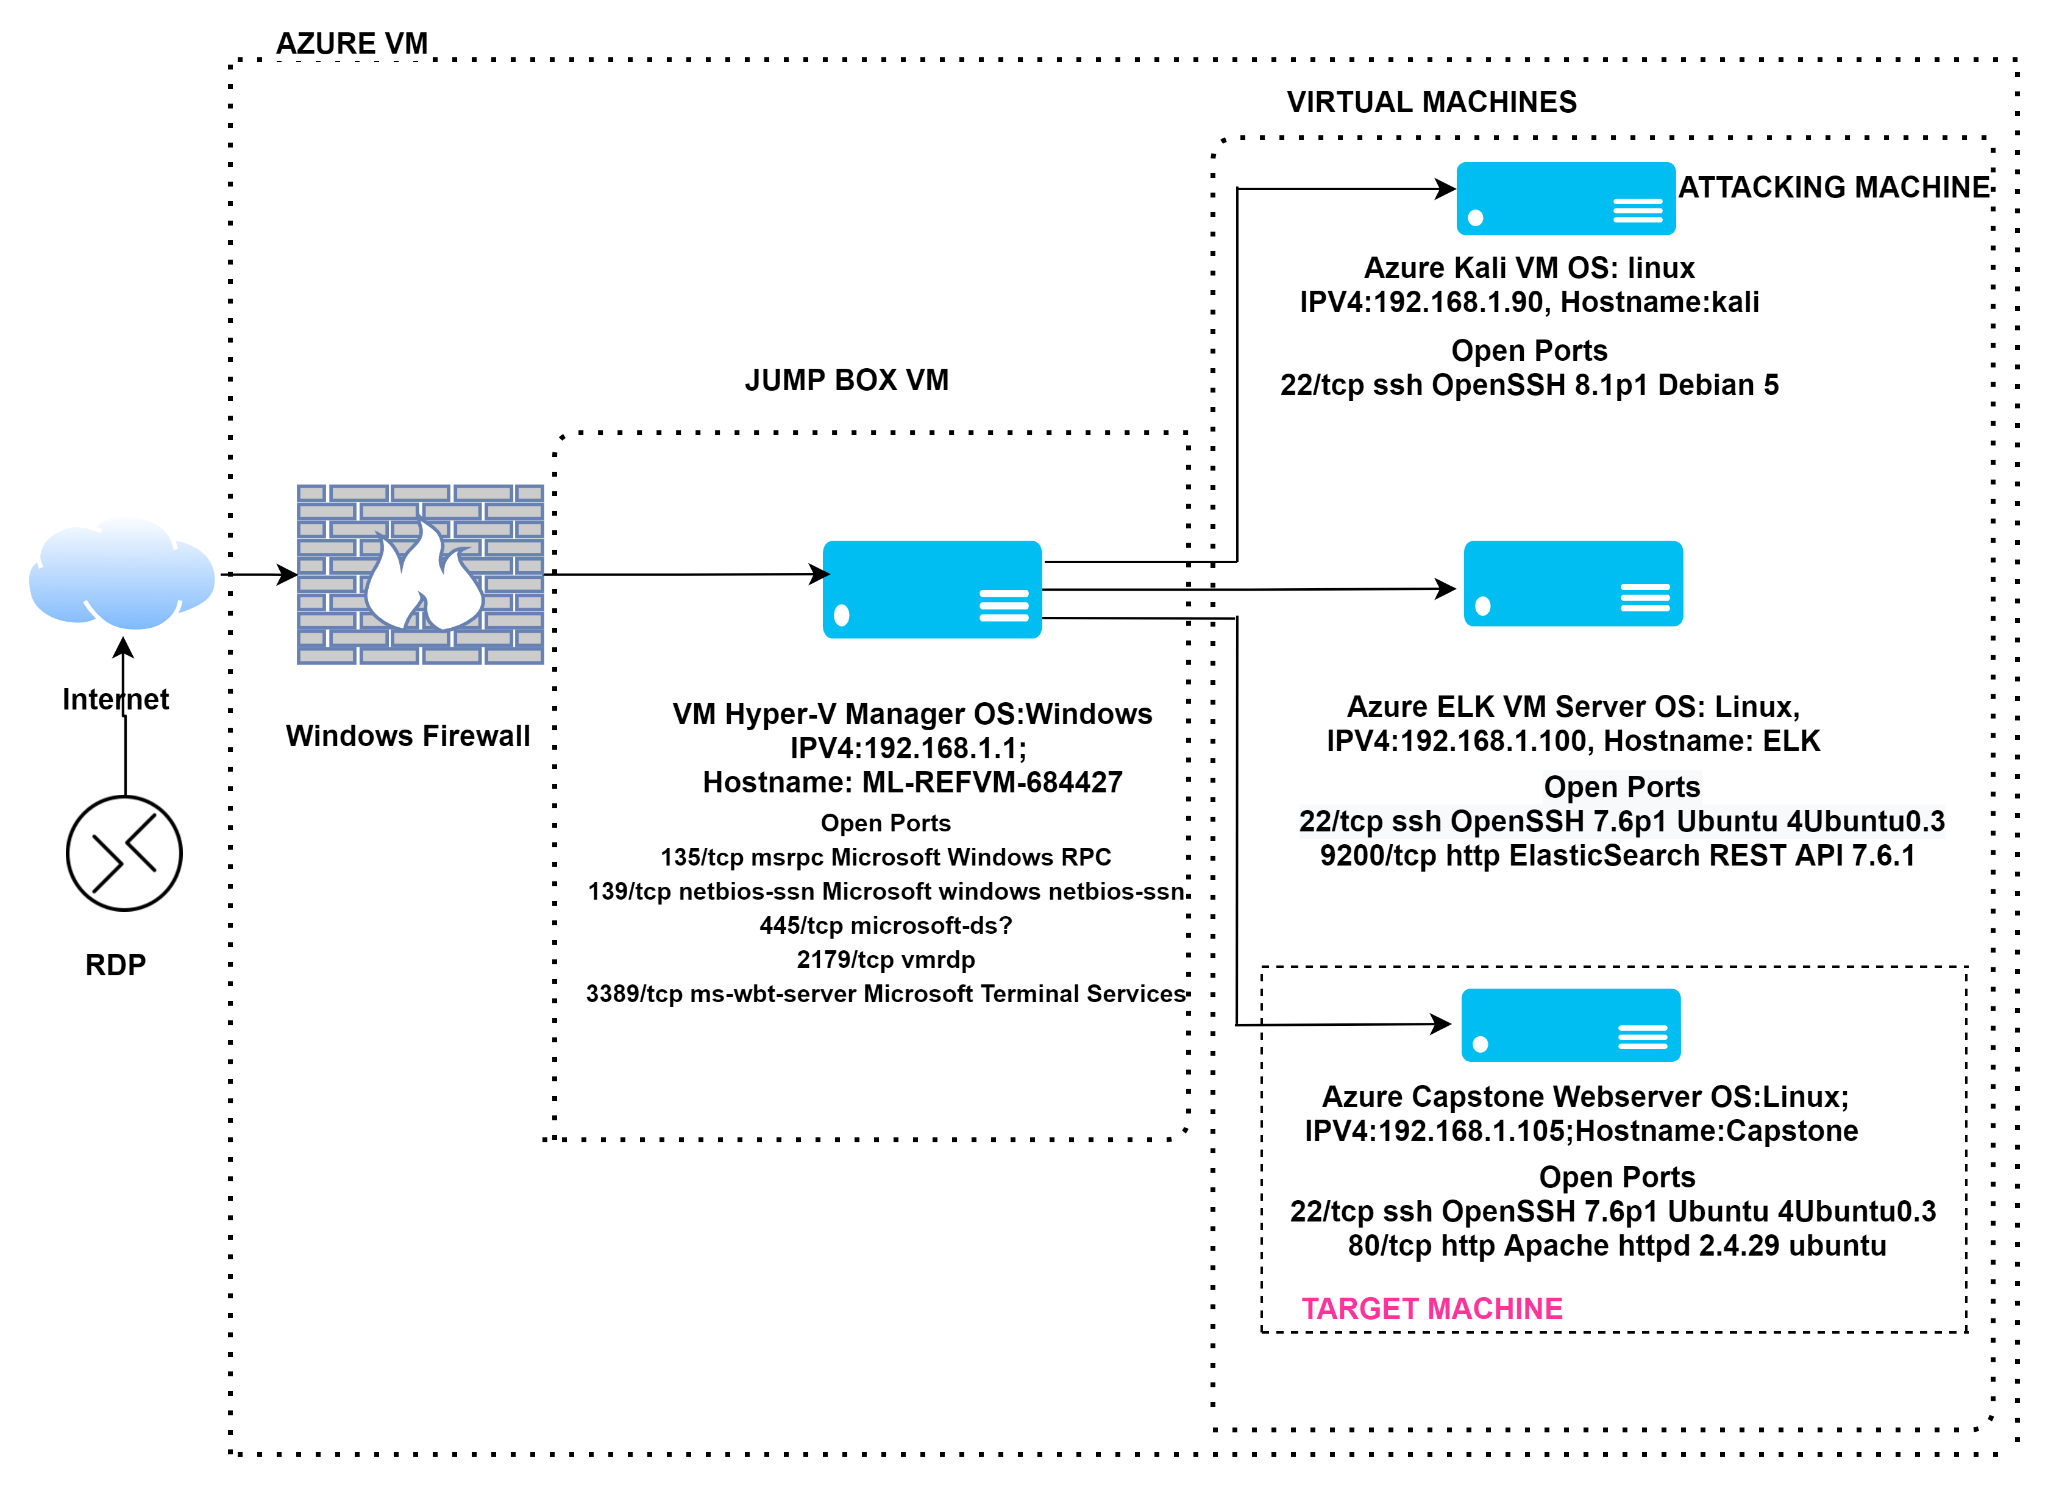 AZURE VM
VIRTUAL MACHINES
ATTACKING MACHINE
Azure Kali VM OS: linux
IPV4:192.168.1.90, Hostname:kali
Open Ports
22/tcp ssh OpenSSH 8.1p1 Debian 5
JUMP BOX VM
Internet
Windows Firewall
RDP
VM Hyper-V Manager OS:Windows
IPV4:192.168.1.1;
Hostname: ML-REFVM-684427
Open Ports
135/tcp msrpc Microsoft Windows RPC
139/tcp netbios-ssn Microsoft windows netbios-ssn
445/tcp microsoft-ds?
2179/tcp vmrdp
3389/tcp ms-wbt-server Microsoft Terminal Services
Azure ELK VM Server OS: Linux,
IPV4:192.168.1.100, Hostname: ELK
Open Ports
22/tcp ssh OpenSSH 7.6p1 Ubuntu 4Ubuntu0.3
9200/tcp http ElasticSearch REST API 7.6.1
Azure Capstone Webserver OS:Linux;
IPV4:192.168.1.105;Hostname:Capstone
Open Ports
22/tcp ssh OpenSSH 7.6p1 Ubuntu 4Ubuntu0.3
80/tcp http Apache httpd 2.4.29 ubuntu
TARGET MACHINE